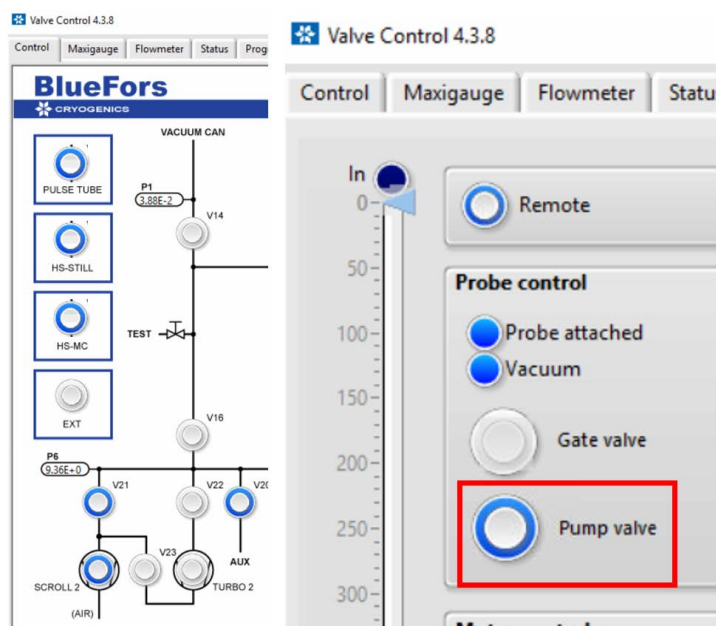 Valve Control 4.3.8
Control Maxigauge Flowmeter Status Prog
BlueFors
CRYOGENICS
VACUUM CAN
PULSE TUBE
P1
3.88E-2
V14
HS-STILL
TEST
HS-MC
EXT
V16
P6
9.36E+0
V21
V22
V20
V23
AUX
SCROLL 2
TURBO 2
(AIR)
Valve Control 4.3.8
Control Maxigauge Flowmeter Statu
In
0
Remote
50
Probe control
100
Probe attached
Vacuum
150
Gate valve
200
250
Pump valve
300